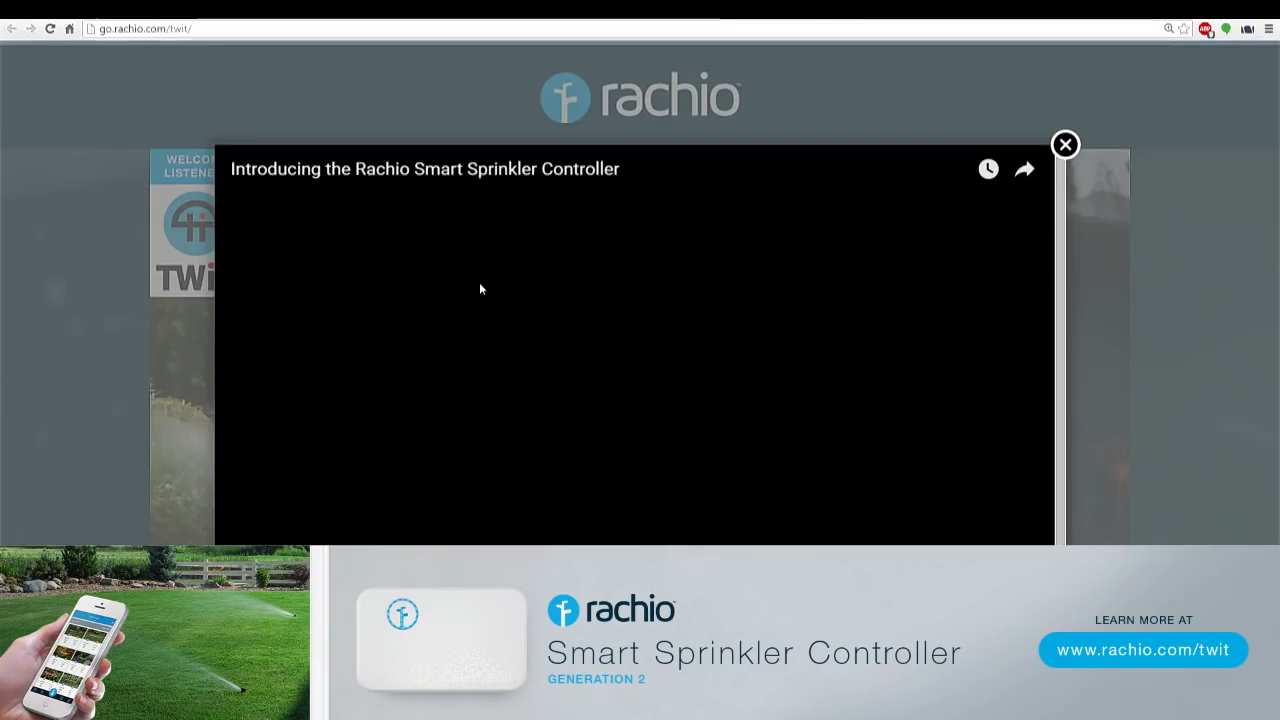 go.rachio.com/twit/
rachio
Introducing the Rachio Smart Sprinkler Controller
WELCO
LISTENE
TWi
rachio
Smart Sprinkler Controller
GENERATION 2
LEARN MORE AT
www.rachio.com/twit